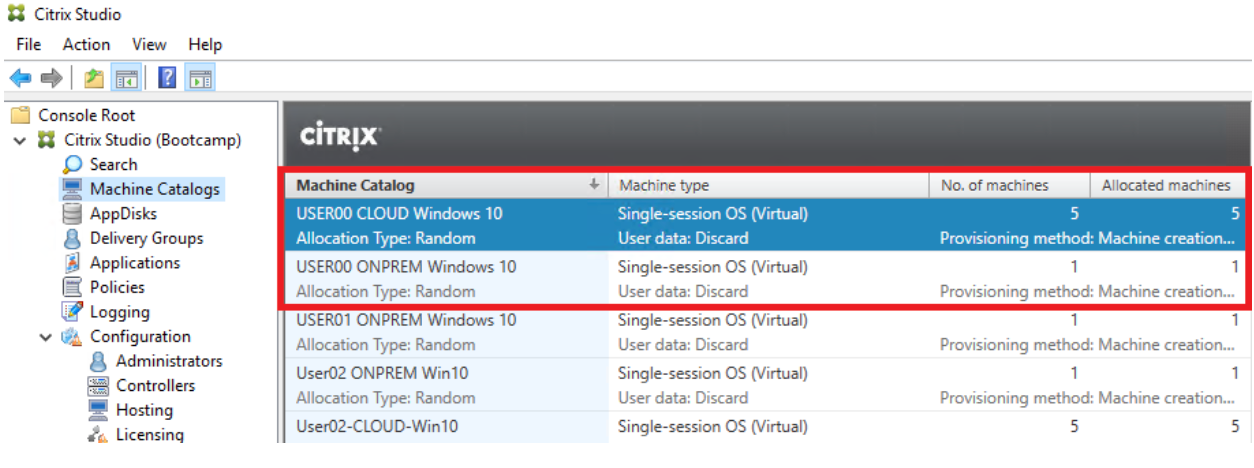 Citrix Studio
File Action View Help
Console Root
Citrix Studio (Bootcamp)
Search
Machine Catalogs
AppDisks
Delivery Groups
Applications
Policies
Logging
Configuration
Administrators
Controllers
Hosting
Licensing
CİTRIX
Machine Catalog Machine type No. of machines Allocated machines
USER00 CLOUD Windows 10 Single-session OS (Virtual) 5 5
Allocation Type: Random User data: Discard Provisioning method: Machine creation...
USER00 ONPREM Windows 10 Single-session OS (Virtual) 1 1
Allocation Type: Random User data: Discard Provisioning method: Machine creation...
USER01 ONPREM Windows 10 Single-session OS (Virtual) 1 1
Allocation Type: Random User data: Discard Provisioning method: Machine creation...
User02 ONPREM Win10 Single-session OS (Virtual) 1 1
Allocation Type: Random User data: Discard Provisioning method: Machine creation...
User02-CLOUD-Win10 Single-session OS (Virtual) 5 5